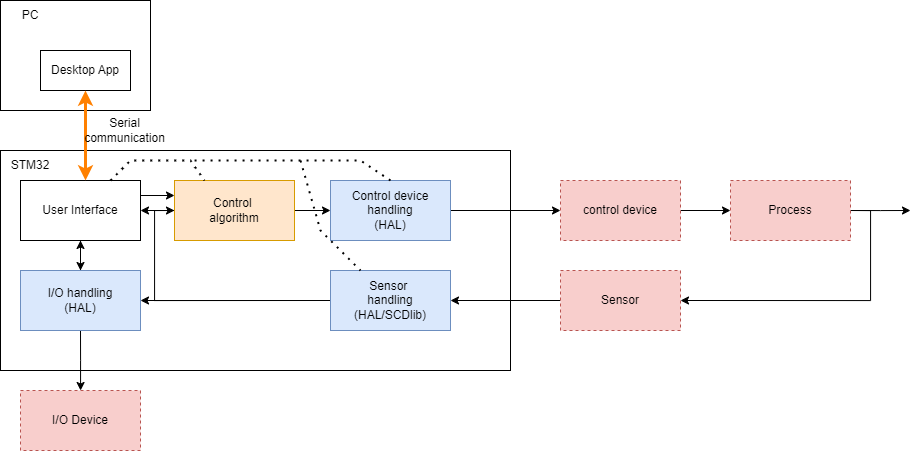 PC
Desktop App
Serial
communication
STM32
User Interface
Control
algorithm
Control device
handling
(HAL)
control device
Process
I/O handling
(HAL)
Sensor
handling
(HAL/SCDlib)
Sensor
I/O Device